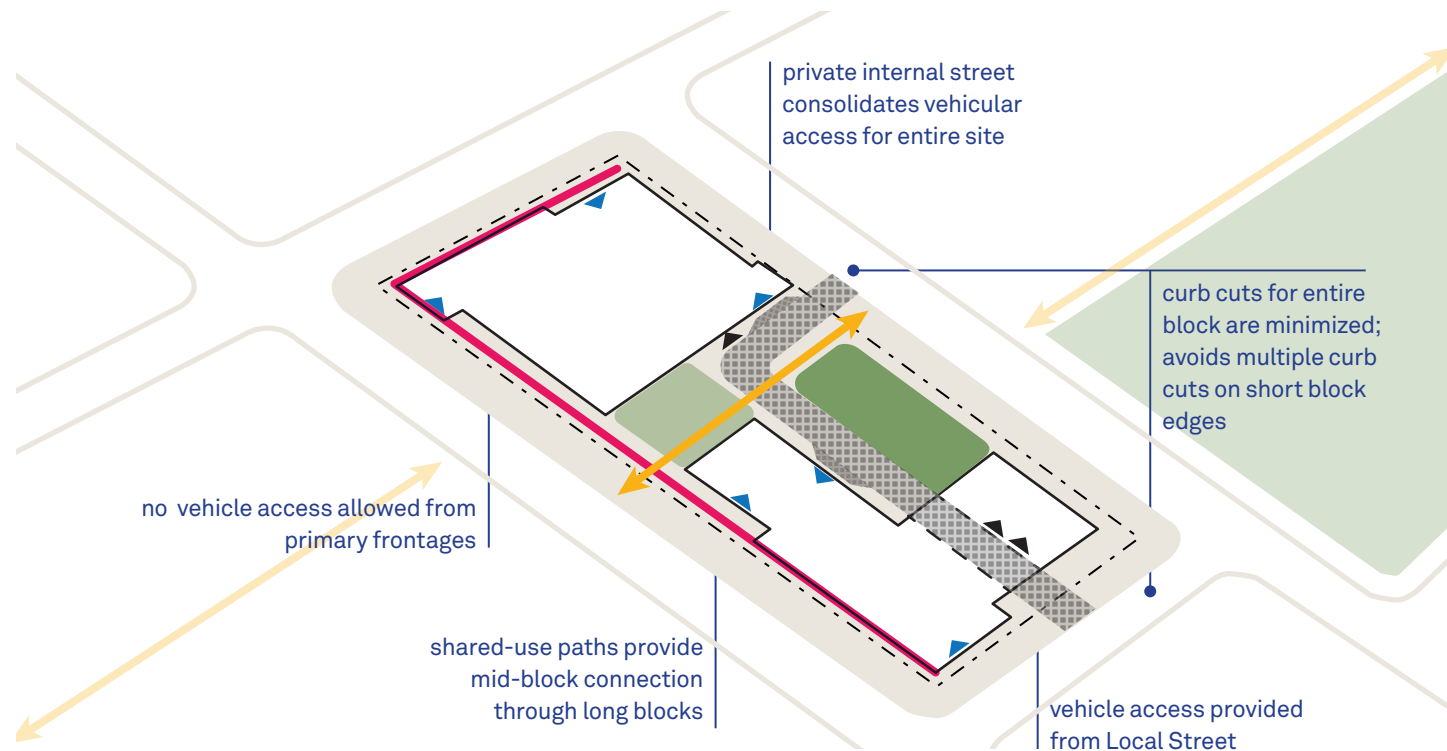 private internal street
consolidates vehicular
access for entire site
curb cuts for entire
block are minimized;
avoids multiple curb
cuts on short block
edges
no vehicle access allowed from
primary frontages
shared-use paths provide
mid-block connection
through long blocks
vehicle access provided
from Local Street